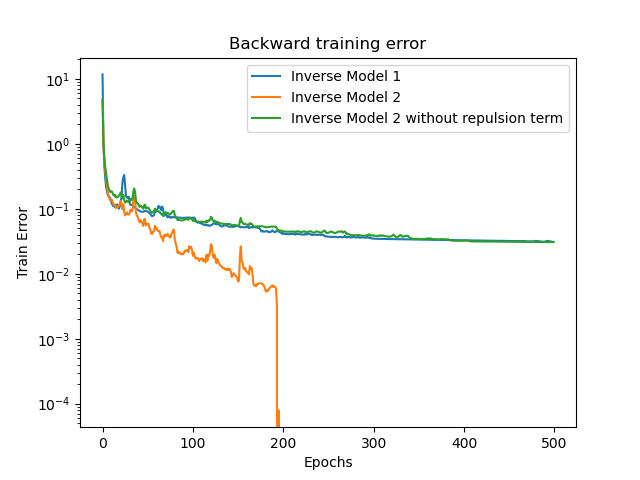 Backward training error
Inverse Model 1
Inverse Model 2
Inverse Model 2 without repulsion term
Train Error
10¹
10⁰
10⁻¹
10⁻²
10⁻³
10⁻⁴
0 100 200 300 400 500
Epochs